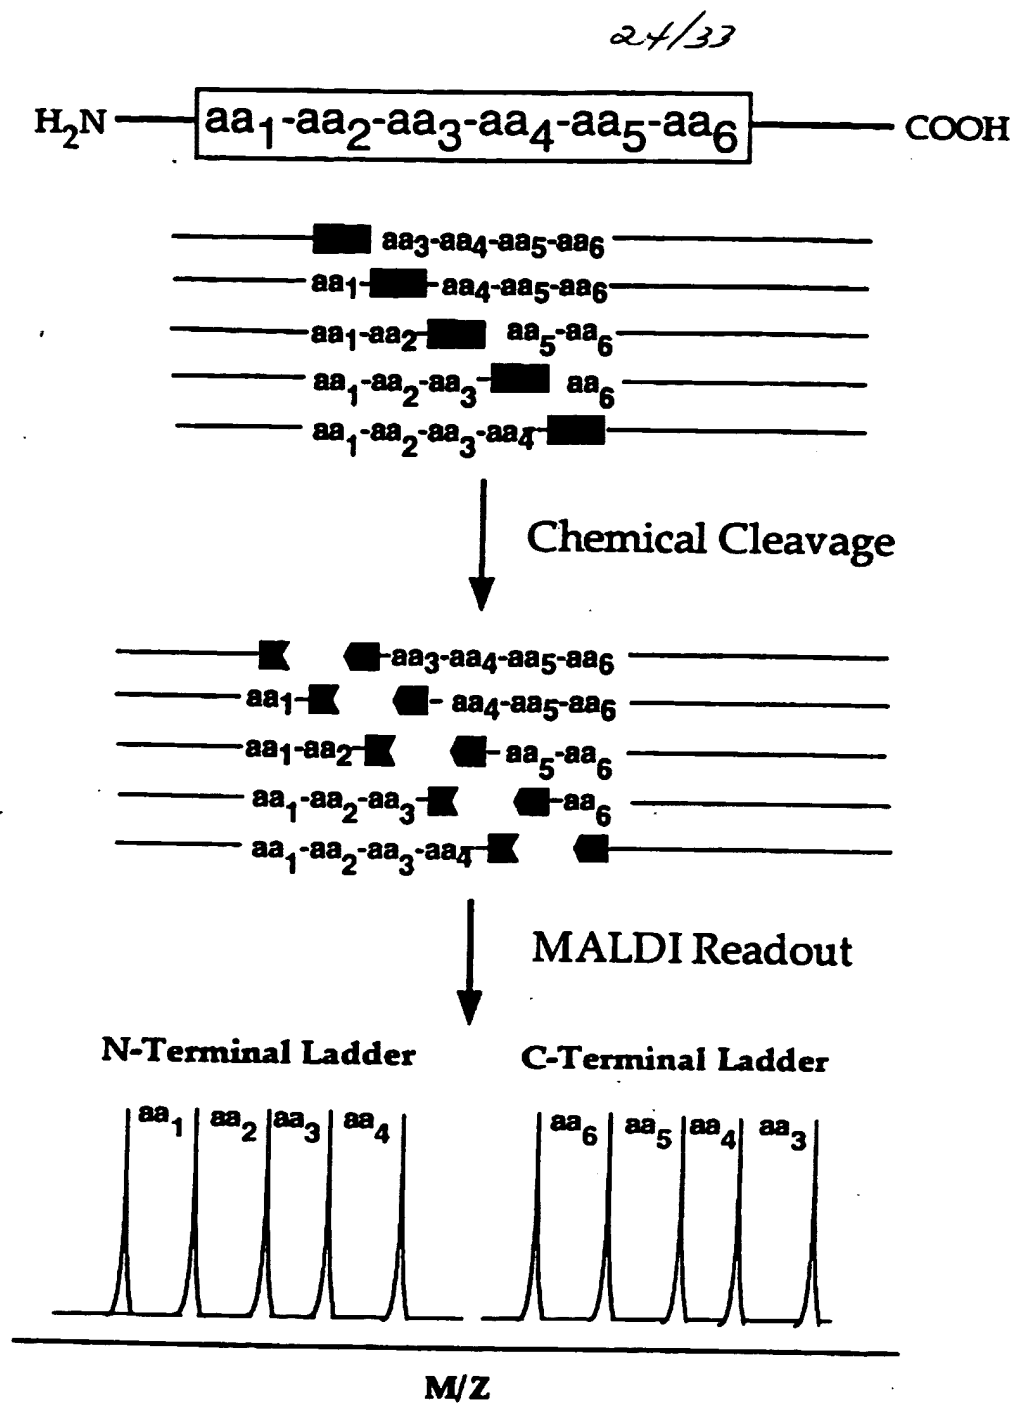 24/33
H₂N aa₁-aa₂-aa₃-aa₄-aa₅-aa₆ COOH
aa₃-aa₄-aa₅-aa₆
aa₁- -aa₄-aa₅-aa₆
aa₁-aa₂- aa₅-aa₆
aa₁-aa₂-aa₃- aa₆
aa₁-aa₂-aa₃-aa₄-
Chemical Cleavage
-aa₃-aa₄-aa₅-aa₆
aa₁- - aa₄-aa₅-aa₆
aa₁-aa₂- -aa₅-aa₆
aa₁-aa₂-aa₃- -aa₆
aa₁-aa₂-aa₃-aa₄-
MALDI Readout
N-Terminal Ladder C-Terminal Ladder
aa₁ aa₂ aa₃ aa₄ aa₆ aa₅ aa₄ aa₃
M/Z